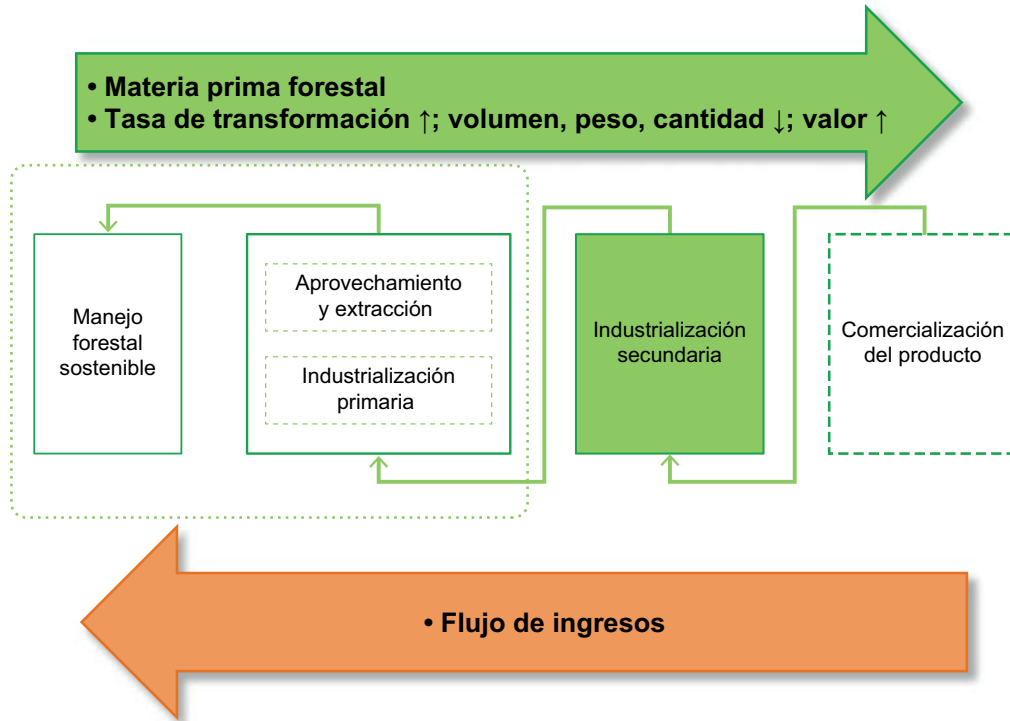 • Materia prima forestal
• Tasa de transformación ↑; volumen, peso, cantidad ↓; valor ↑
Manejo
forestal
sostenible
Aprovechamiento
y extracción
Industrialización
primaria
Industrialización
secundaria
Comercialización
del producto
• Flujo de ingresos